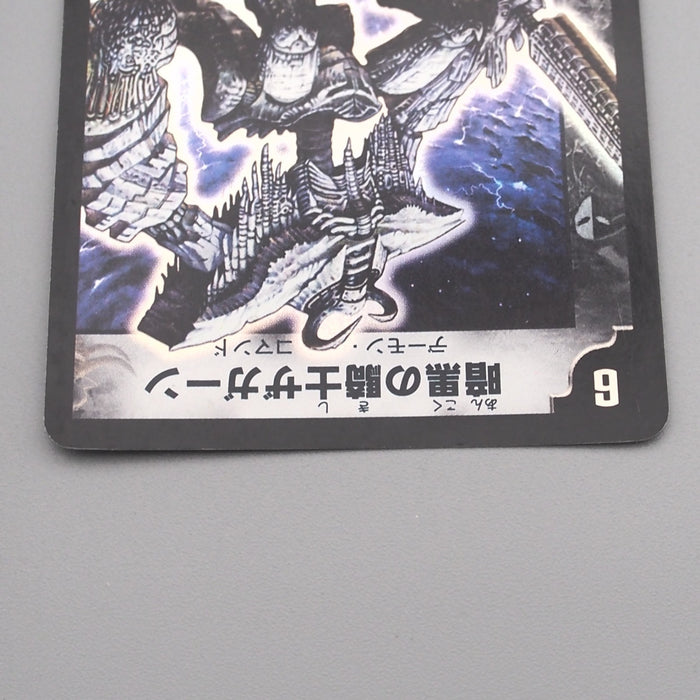 6
あんこく き し
暗黒の騎士ザガーン
デーモン・コマンド